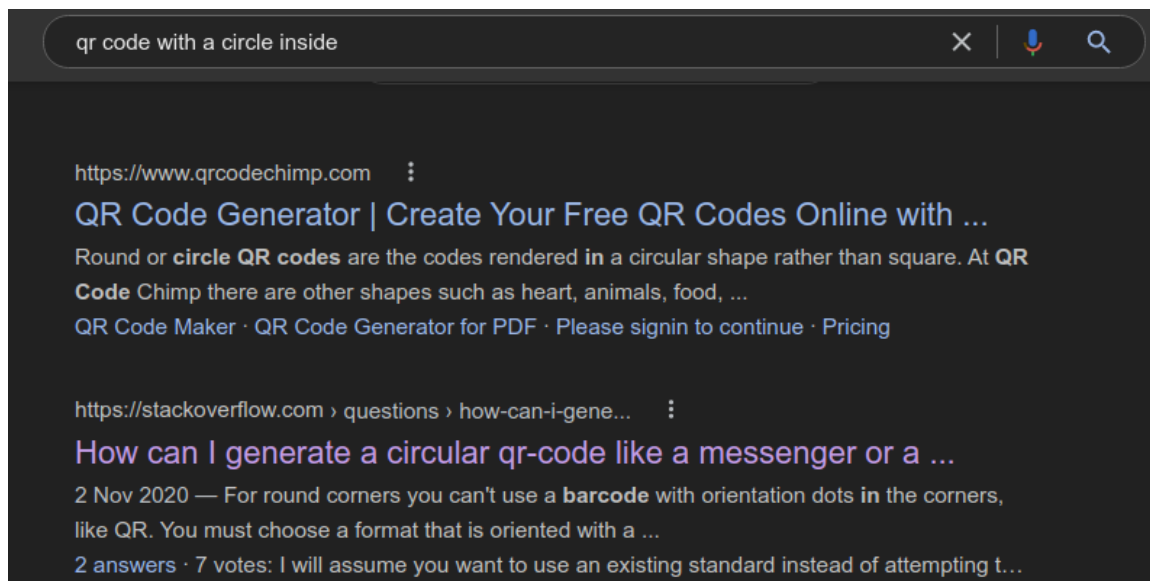 qr code with a circle inside
https://www.qrcodechimp.com
QR Code Generator | Create Your Free QR Codes Online with ...
Round or circle QR codes are the codes rendered in a circular shape rather than square. At QR
Code Chimp there are other shapes such as heart, animals, food, ...
QR Code Maker · QR Code Generator for PDF · Please signin to continue · Pricing
https://stackoverflow.com › questions › how-can-i-gene...
How can I generate a circular qr-code like a messenger or a ...
2 Nov 2020 — For round corners you can't use a barcode with orientation dots in the corners,
like QR. You must choose a format that is oriented with a ...
2 answers · 7 votes: I will assume you want to use an existing standard instead of attempting t...